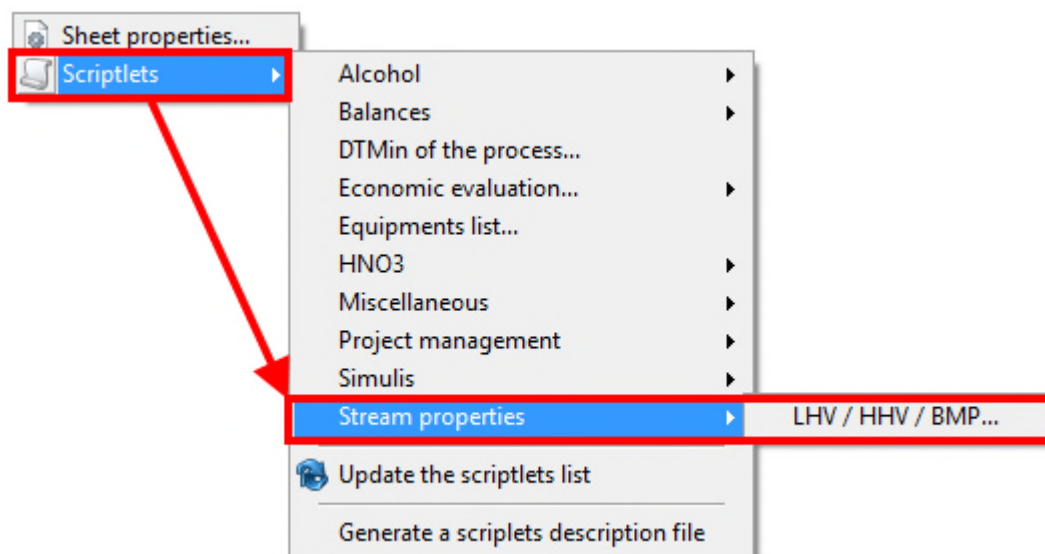 Sheet properties...
Scriptlets
Alcohol
Balances
DTMin of the process...
Economic evaluation...
Equipments list...
HNO3
Miscellaneous
Project management
Simulis
Stream properties
LHV / HHV / BMP...
Update the scriptlets list
Generate a scriplets description file